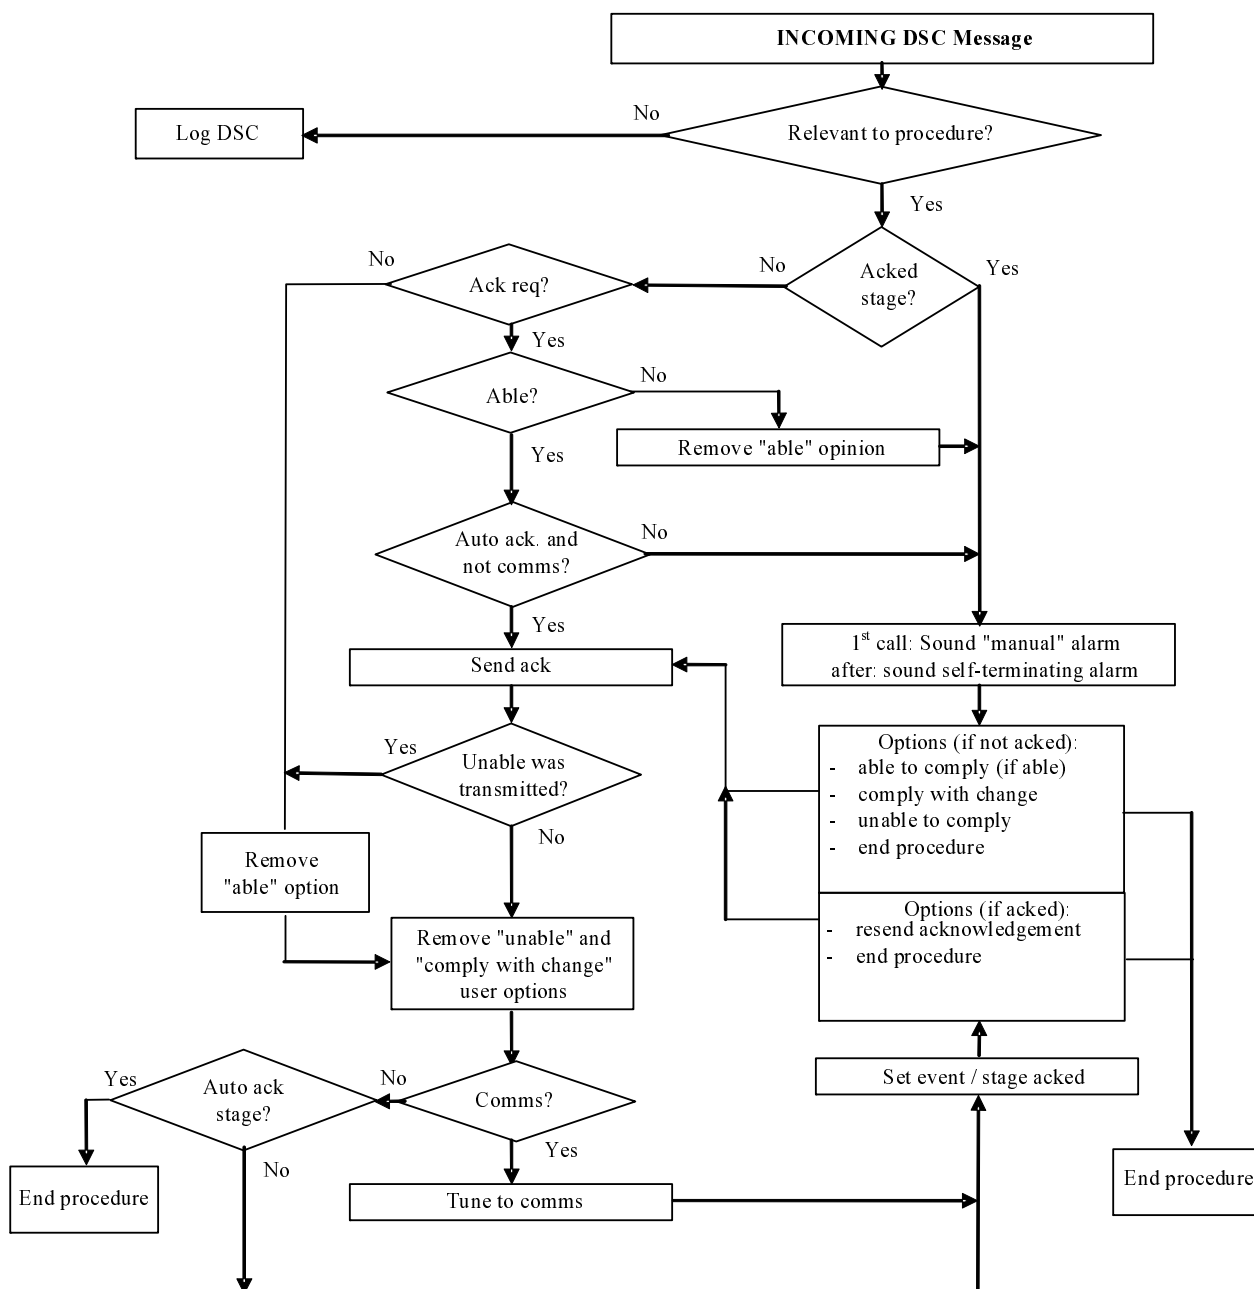 INCOMING DSC Message
No
Log DSC
Relevant to procedure?
Yes
No
Ack req?
No
Acked
stage?
Yes
Yes
Able?
No
Remove "able" opinion
Yes
Auto ack. and
not comms?
No
Yes
Send ack
1st call: Sound "manual" alarm
after: sound self-terminating alarm
Yes
Unable was
transmitted?
No
Options (if not acked):
- able to comply (if able)
- comply with change
- unable to comply
- end procedure
Remove
"able" option
Options (if acked):
- resend acknowledgement
- end procedure
Remove "unable" and
"comply with change"
user options
Yes
Auto ack
stage?
No
Comms?
Set event / stage acked
Yes
No
End procedure
Tune to comms
End procedure